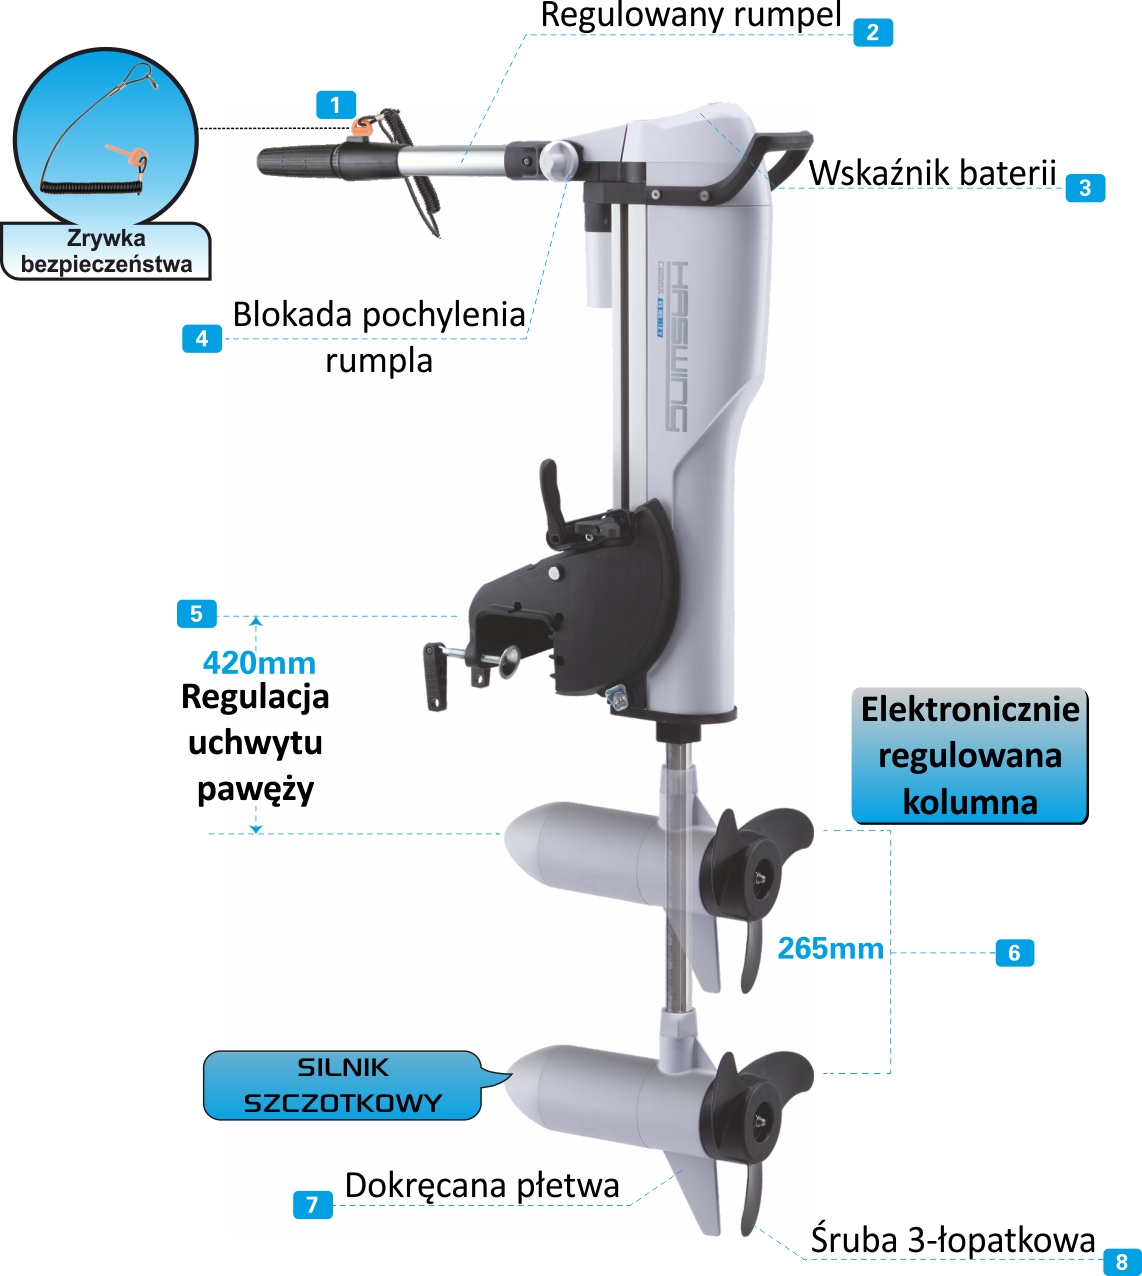 Regulowany rumpel
2
1
Wskaźnik baterii
3
Zrywka
bezpieczeństwa
HASWING
Blokada pochylenia
rumpla
4
5
420mm
Regulacja
uchwytu
pawęży
Elektronicznie
regulowana
kolumna
265mm
6
SILNIK
SZCZOTKOWY
Dokręcana płetwa
7
Śruba 3-łopatkowa
8